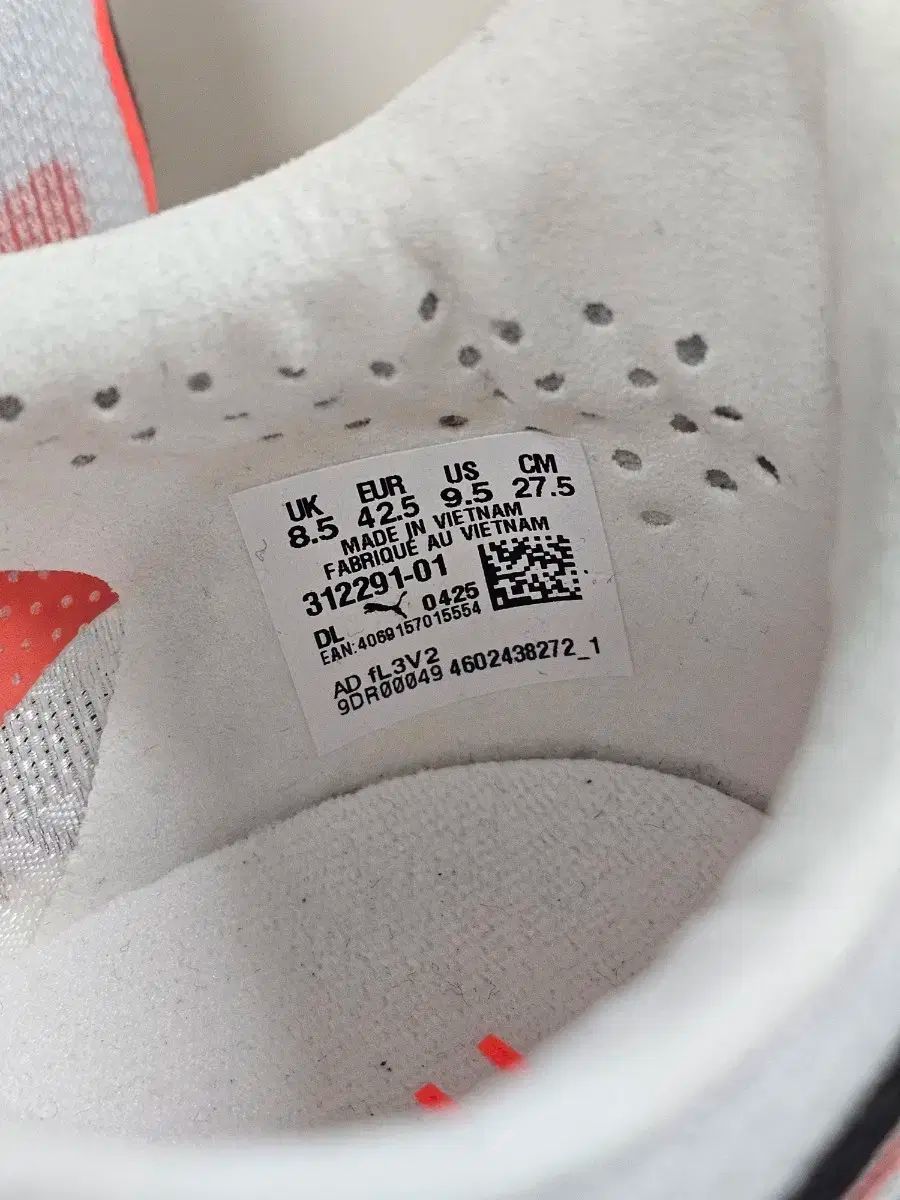 UK EUR US CM
8.5 42.5 9.5 27.5
MADE IN VIETNAM
FABRIQUÉ AU VIETNAM
312291-01
DL 0425
EAN:4069157015554
AD fL3V2
9DR00049 4602438272_1